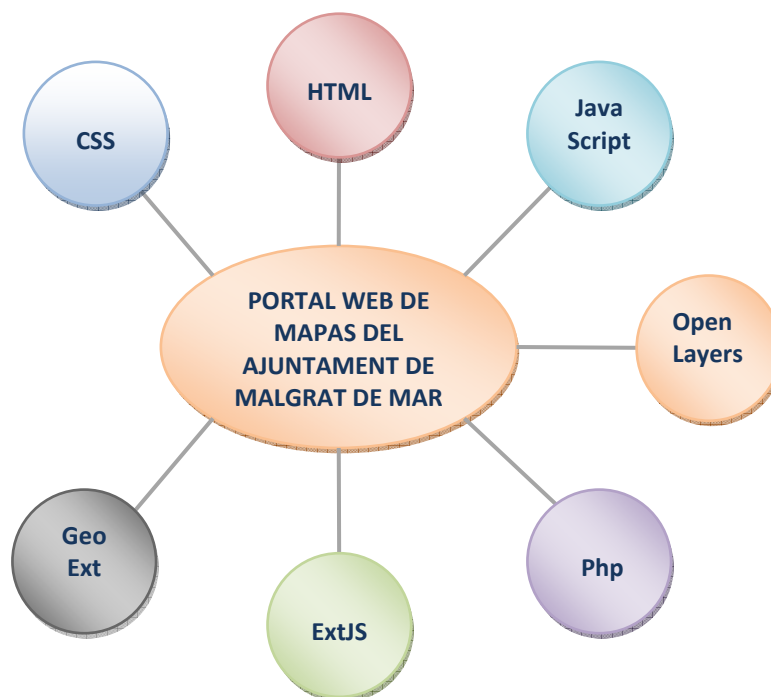 HTML
CSS
Java
Script
PORTAL WEB DE
MAPAS DEL
AJUNTAMENT DE
MALGRAT DE MAR
Open
Layers
Geo
Ext
Php
ExtJS